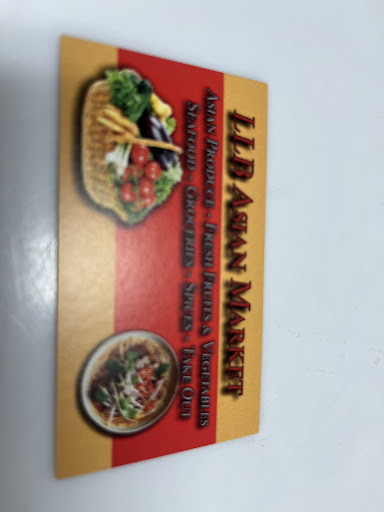 LLB ASIAN MARKET
ASIAN PRODUCE - FRESH FRUITS & VEGETABLES
SEAFOOD - GROCERIES - SPICES - TAKE OUT